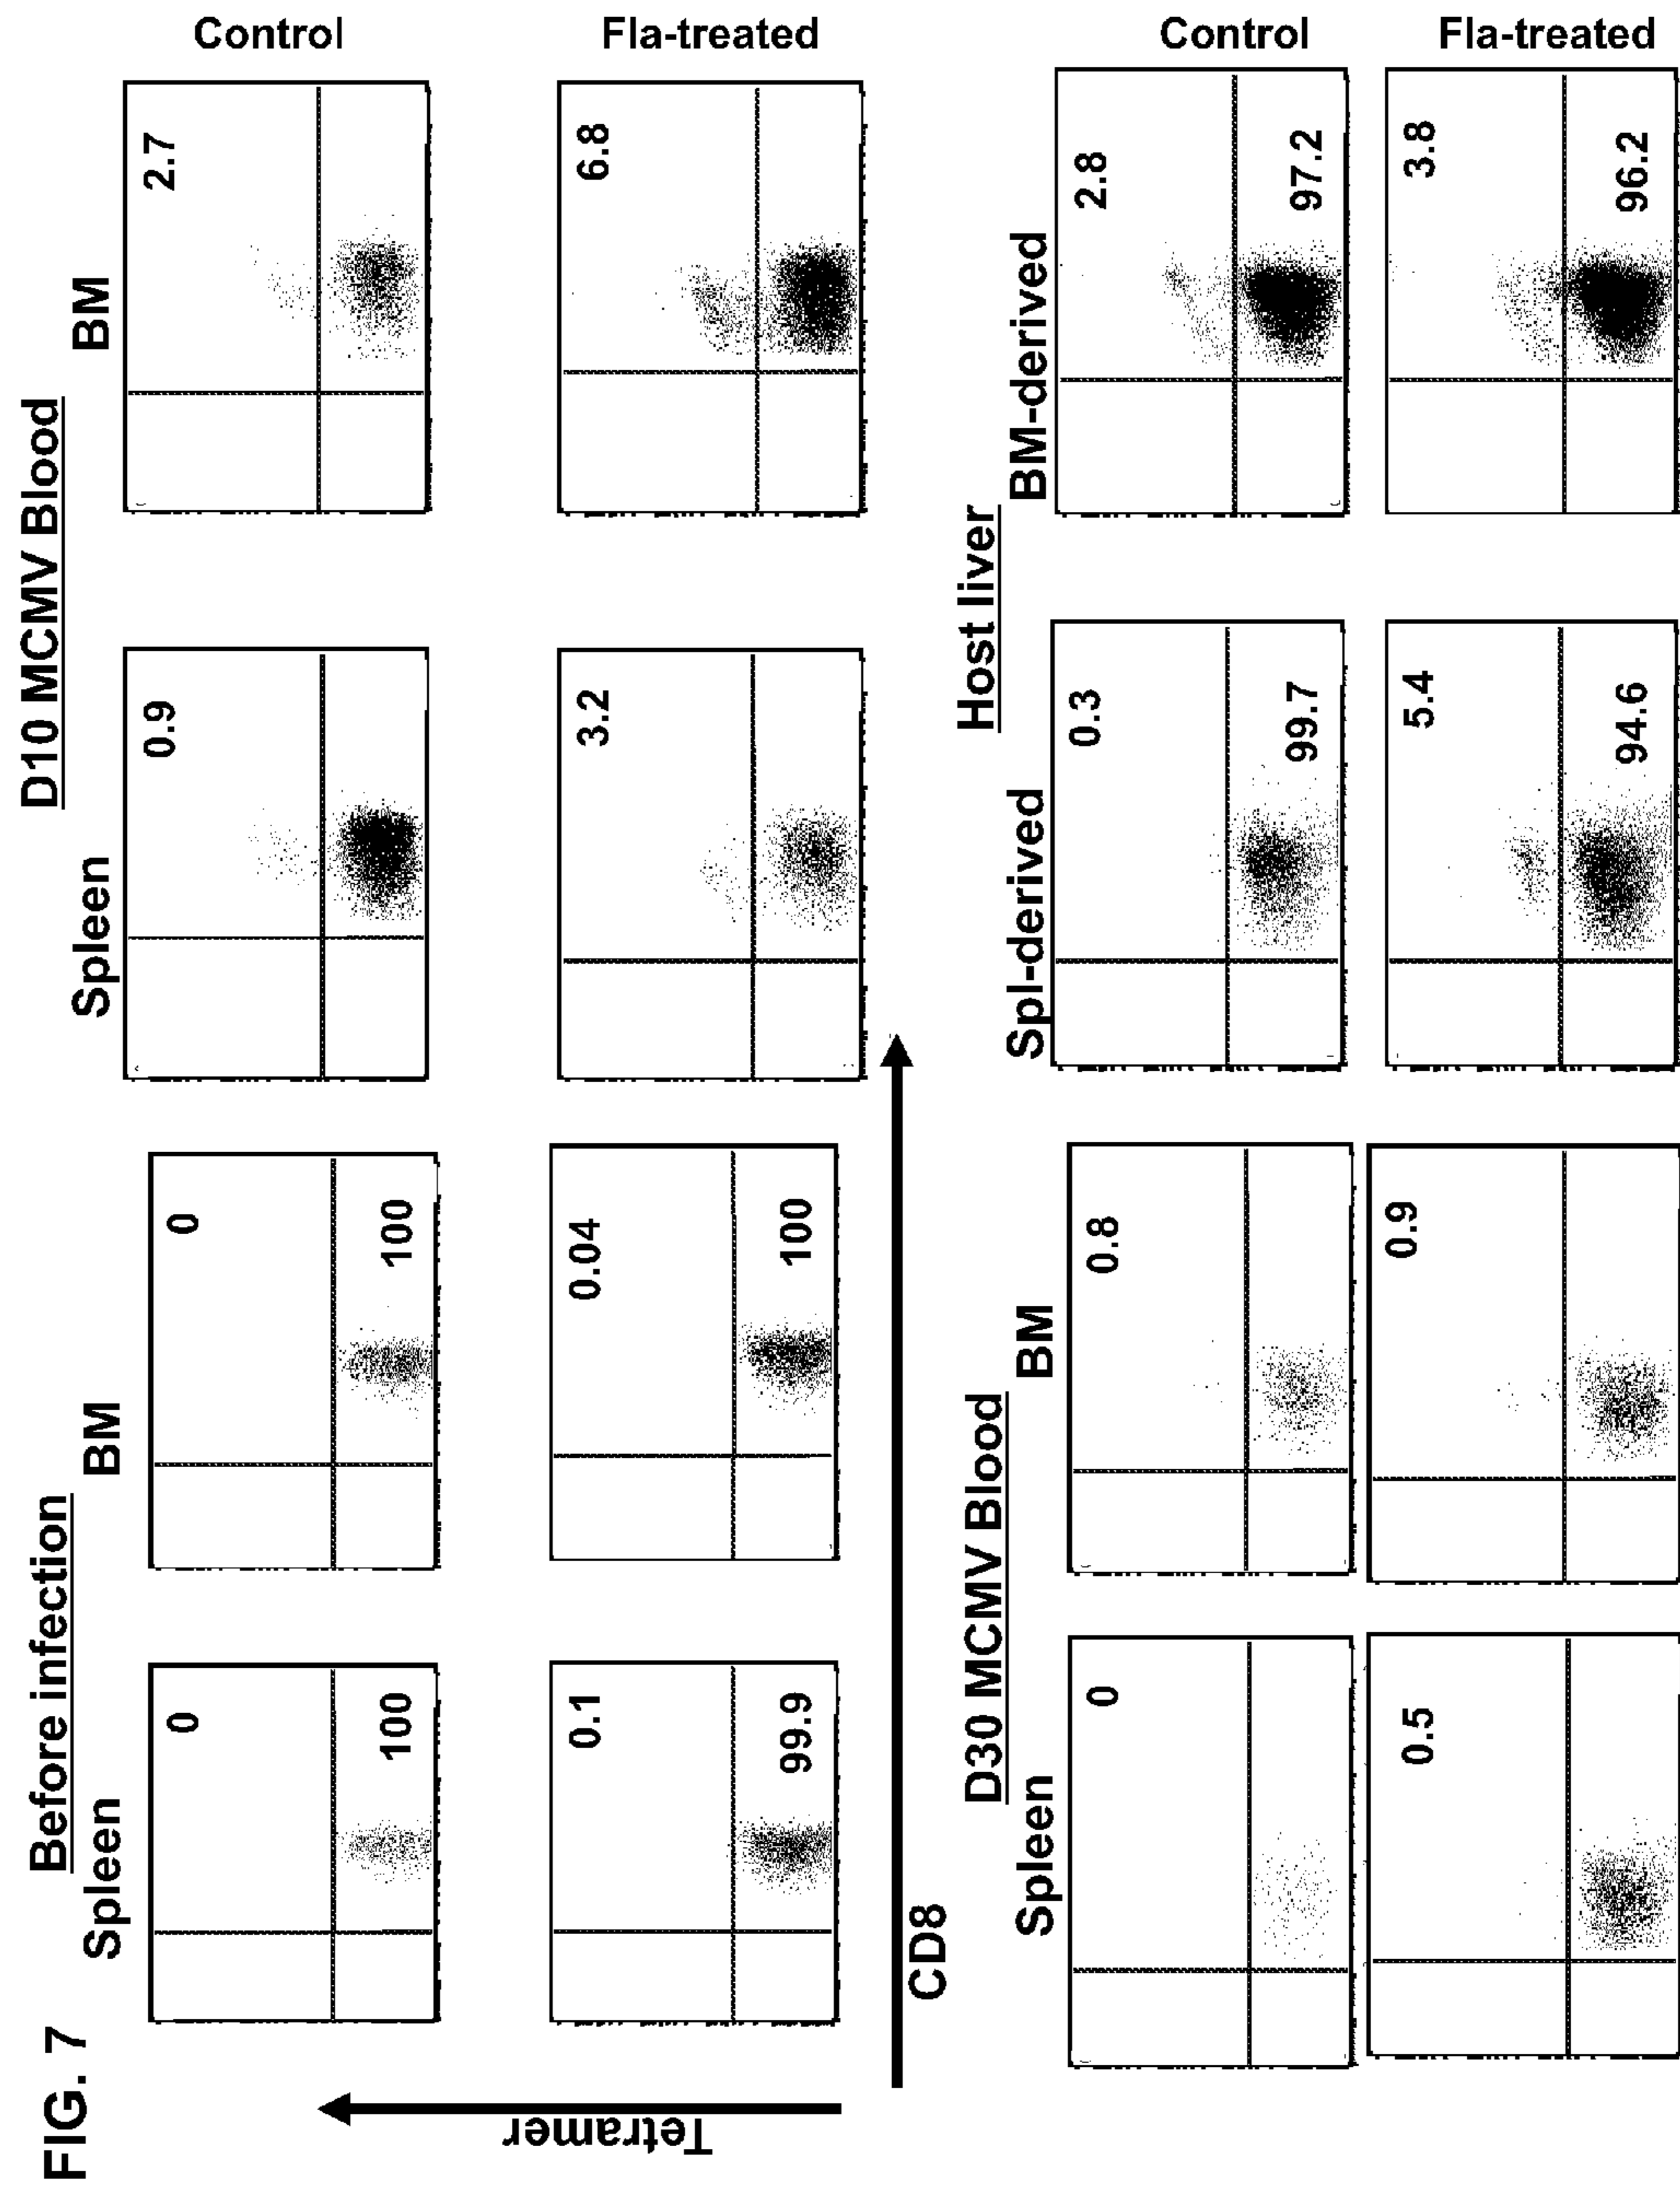 FIG. 7
Before infection
Spleen
BM
0
100
0
100
0.1
99.9
0.04
100
D10 MCMV Blood
Spleen
BM
0.9
2.7
Control
3.2
6.8
Fla-treated
Tetramer
CD8
D30 MCMV Blood
Spleen
BM
0
0.8
0.5
0.9
Host liver
Spl-derived
BM-derived
0.3
99.7
2.8
97.2
Control
5.4
94.6
3.8
96.2
Fla-treated